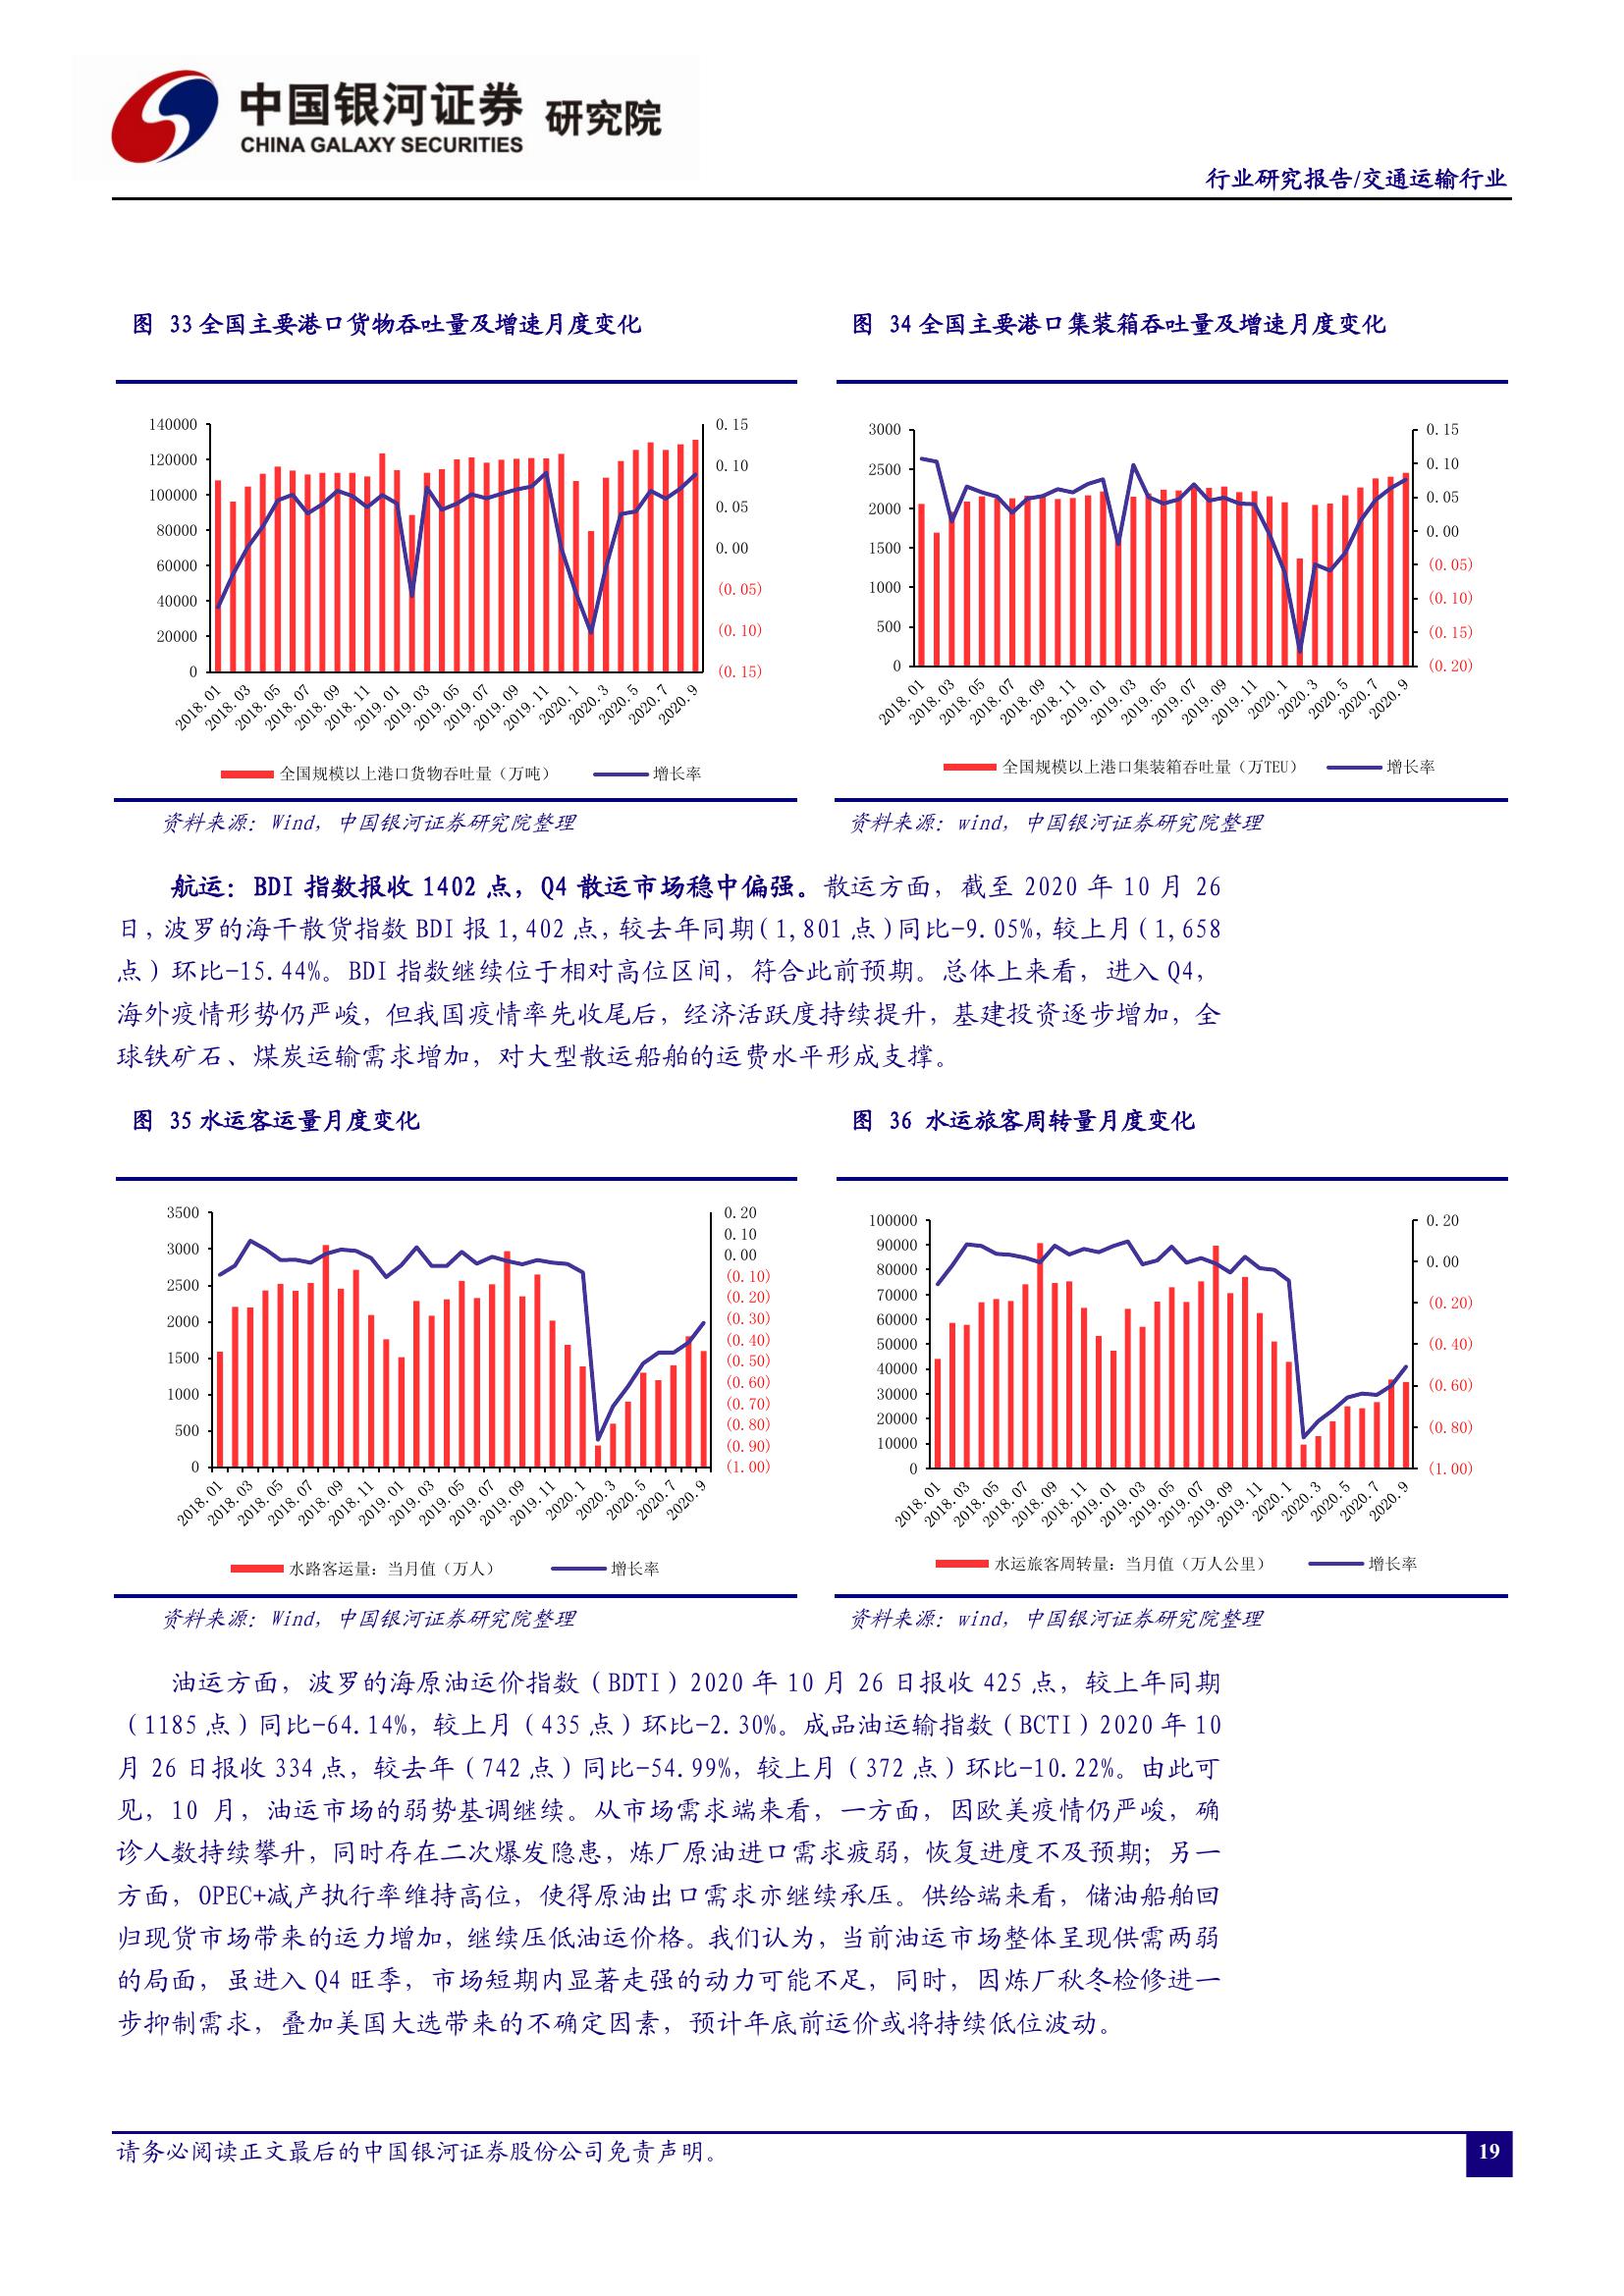 中国银河证券 研究院
CHINA GALAXY SECURITIES
行业研究报告/交通运输行业
图 33 全国主要港口货物吞吐量及增速月度变化
140000
120000
100000
80000
60000
40000
20000
0
0.15
0.10
0.05
0.00
(0.05)
(0.10)
(0.15)
2018.01 2018.03 2018.05 2018.07 2018.09 2018.11 2019.01 2019.03 2019.05 2019.07 2019.09 2019.11 2020.1 2020.3 2020.5 2020.7 2020.9
全国规模以上港口货物吞吐量（万吨） 增长率
资料来源：Wind，中国银河证券研究院整理
图 34 全国主要港口集装箱吞吐量及增速月度变化
3000
2500
2000
1500
1000
500
0
0.15
0.10
0.05
0.00
(0.05)
(0.10)
(0.15)
(0.20)
2018.01 2018.03 2018.05 2018.07 2018.09 2018.11 2019.01 2019.03 2019.05 2019.07 2019.09 2019.11 2020.1 2020.3 2020.5 2020.7 2020.9
全国规模以上港口集装箱吞吐量（万TEU） 增长率
资料来源：wind，中国银河证券研究院整理
航运：BDI 指数报收 1402 点，Q4 散运市场稳中偏强。散运方面，截至 2020 年 10 月 26
日，波罗的海干散货指数 BDI 报 1,402 点，较去年同期（1,801 点）同比-9.05%，较上月（1,658
点）环比-15.44%。BDI 指数继续位于相对高位区间，符合此前预期。总体上来看，进入 Q4，
海外疫情形势仍严峻，但我国疫情率先收尾后，经济活跃度持续提升，基建投资逐步增加，全
球铁矿石、煤炭运输需求增加，对大型散运船舶的运费水平形成支撑。
图 35 水运客运量月度变化
3500
3000
2500
2000
1500
1000
500
0
0.20
0.10
0.00
(0.10)
(0.20)
(0.30)
(0.40)
(0.50)
(0.60)
(0.70)
(0.80)
(0.90)
(1.00)
2018.01 2018.03 2018.05 2018.07 2018.09 2018.11 2019.01 2019.03 2019.05 2019.07 2019.09 2019.11 2020.1 2020.3 2020.5 2020.7 2020.9
水路客运量：当月值（万人） 增长率
资料来源：Wind，中国银河证券研究院整理
图 36 水运旅客周转量月度变化
100000
90000
80000
70000
60000
50000
40000
30000
20000
10000
0
0.20
0.00
(0.20)
(0.40)
(0.60)
(0.80)
(1.00)
2018.01 2018.03 2018.05 2018.07 2018.09 2018.11 2019.01 2019.03 2019.05 2019.07 2019.09 2019.11 2020.1 2020.3 2020.5 2020.7 2020.9
水运旅客周转量：当月值（万人公里） 增长率
资料来源：wind，中国银河证券研究院整理
油运方面，波罗的海原油运价指数（BDTI）2020 年 10 月 26 日报收 425 点，较上年同期
（1185 点）同比-64.14%，较上月（435 点）环比-2.30%。成品油运输指数（BCTI）2020 年 10
月 26 日报收 334 点，较去年（742 点）同比-54.99%，较上月（372 点）环比-10.22%。由此可
见，10 月，油运市场的弱势基调继续。从市场需求端来看，一方面，因欧美疫情仍严峻，确
诊人数持续攀升，同时存在二次爆发隐患，炼厂原油进口需求疲弱，恢复进度不及预期；另一
方面，OPEC+减产执行率维持高位，使得原油出口需求亦继续承压。供给端来看，储油船舶回
归现货市场带来的运力增加，继续压低油运价格。我们认为，当前油运市场整体呈现供需两弱
的局面，虽进入 Q4 旺季，市场短期内显著走强的动力可能不足，同时，因炼厂秋冬检修进一
步抑制需求，叠加美国大选带来的不确定因素，预计年底前运价或将持续低位波动。
请务必阅读正文最后的中国银河证券股份公司免责声明。
19